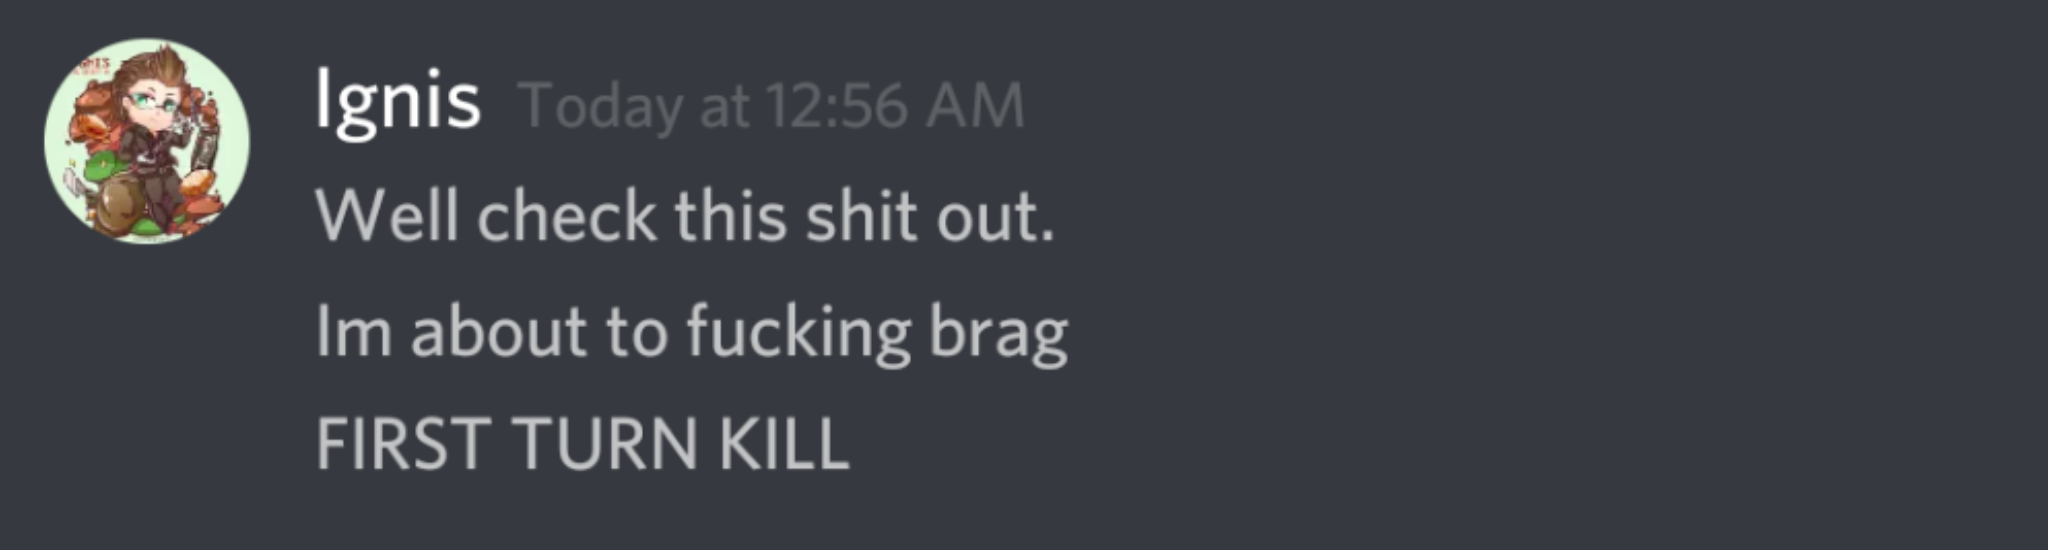 Ignis Today at 12:56 AM
Well check this shit out.
Im about to fucking brag
FIRST TURN KILL